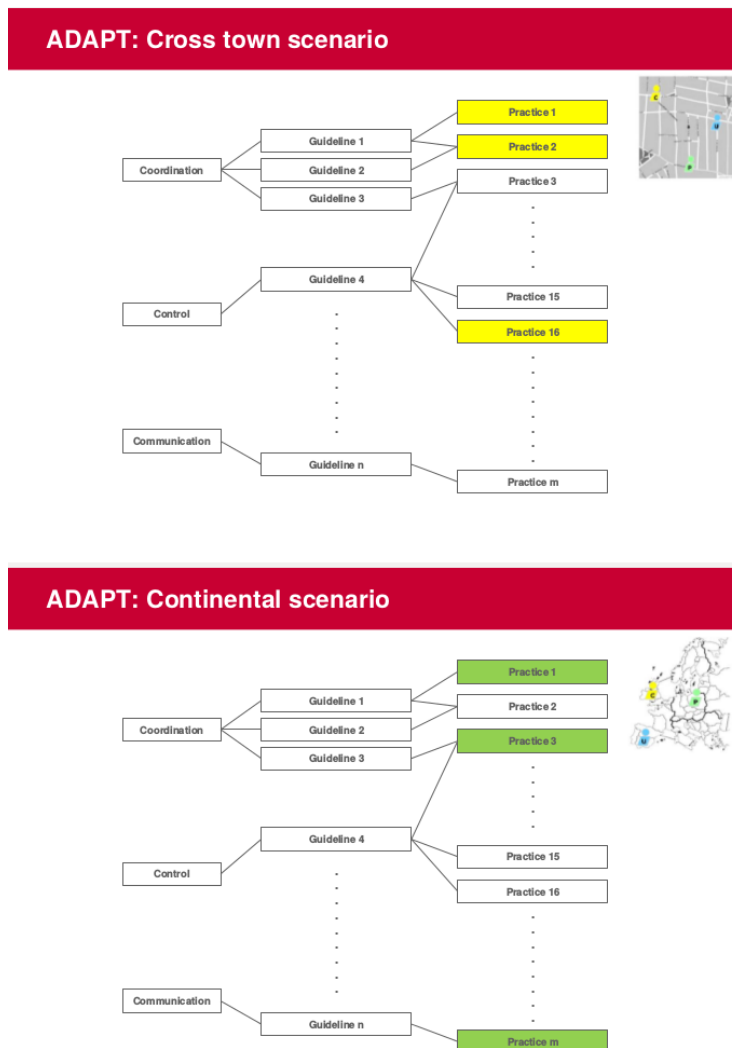 ADAPT: Cross town scenario
Practice 1
Guideline 1
Practice 2
Coordination
Guideline 2
Practice 3
Guideline 3
Guideline 4
Practice 15
Control
Practice 16
Communication
Guideline n
Practice m
C
U
P
ADAPT: Continental scenario
Practice 1
Guideline 1
Practice 2
Coordination
Guideline 2
Practice 3
Guideline 3
Guideline 4
Practice 15
Control
Practice 16
Communication
Guideline n
Practice m
C
P
U